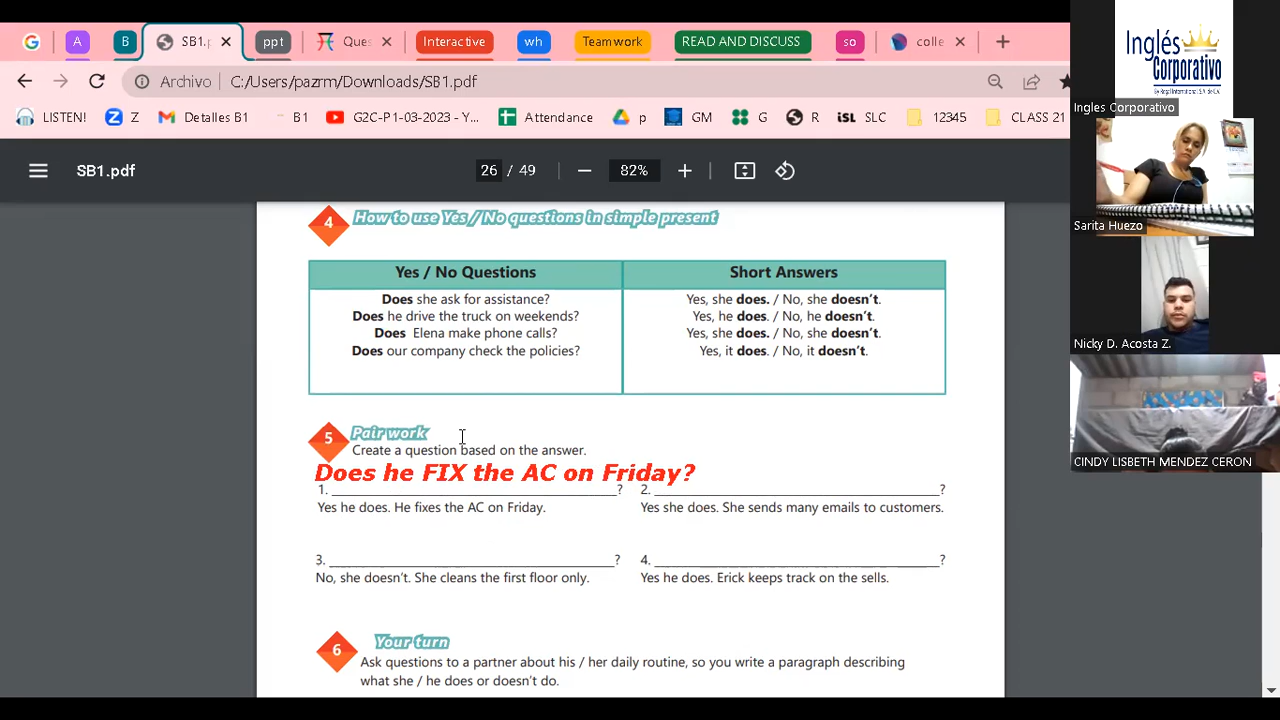 SB1.p
ppt
Ques
Interactive
wh
Teamwork
READ AND DISCUSS
so
colle
Archivo
C:/Users/pazrm/Downloads/SB1.pdf
LISTEN!
Z
Detalles B1
B1
G2C-P1-03-2023 - Y...
Attendance
p
GM
G
R
iSL
SLC
12345
CLASS 21
SB1.pdf
26 / 49
82%
4
How to use Yes / No questions in simple present
Yes / No Questions
Does she ask for assistance?
Does he drive the truck on weekends?
Does Elena make phone calls?
Does our company check the policies?
Short Answers
Yes, she does. / No, she doesn't.
Yes, he does. / No, he doesn't.
Yes, she does. / No, she doesn't.
Yes, it does. / No, it doesn't.
5
Pair work
Create a question based on the answer.
Does he FIX the AC on Friday?
1. ?
Yes he does. He fixes the AC on Friday.
2. ?
Yes she does. She sends many emails to customers.
3. ?
No, she doesn't. She cleans the first floor only.
4. ?
Yes he does. Erick keeps track on the sells.
6
Your turn
Ask questions to a partner about his / her daily routine, so you write a paragraph describing
what she / he does or doesn't do.
Inglés
Corporativo
Ingles Corporativo
Sarita Huezo
Nicky D. Acosta Z.
CINDY LISBETH MENDEZ CERON